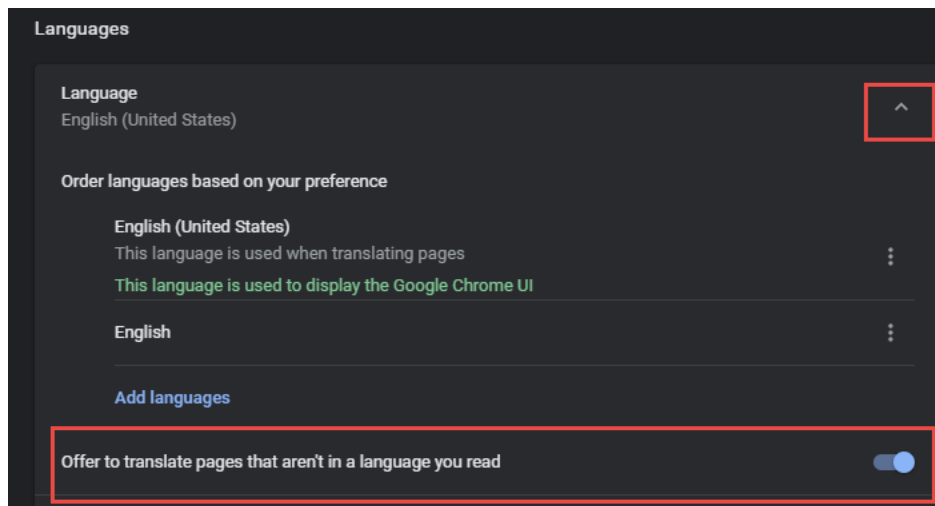 Languages
Language
English (United States)
Order languages based on your preference
English (United States)
This language is used when translating pages
This language is used to display the Google Chrome UI
English
Add languages
Offer to translate pages that aren't in a language you read